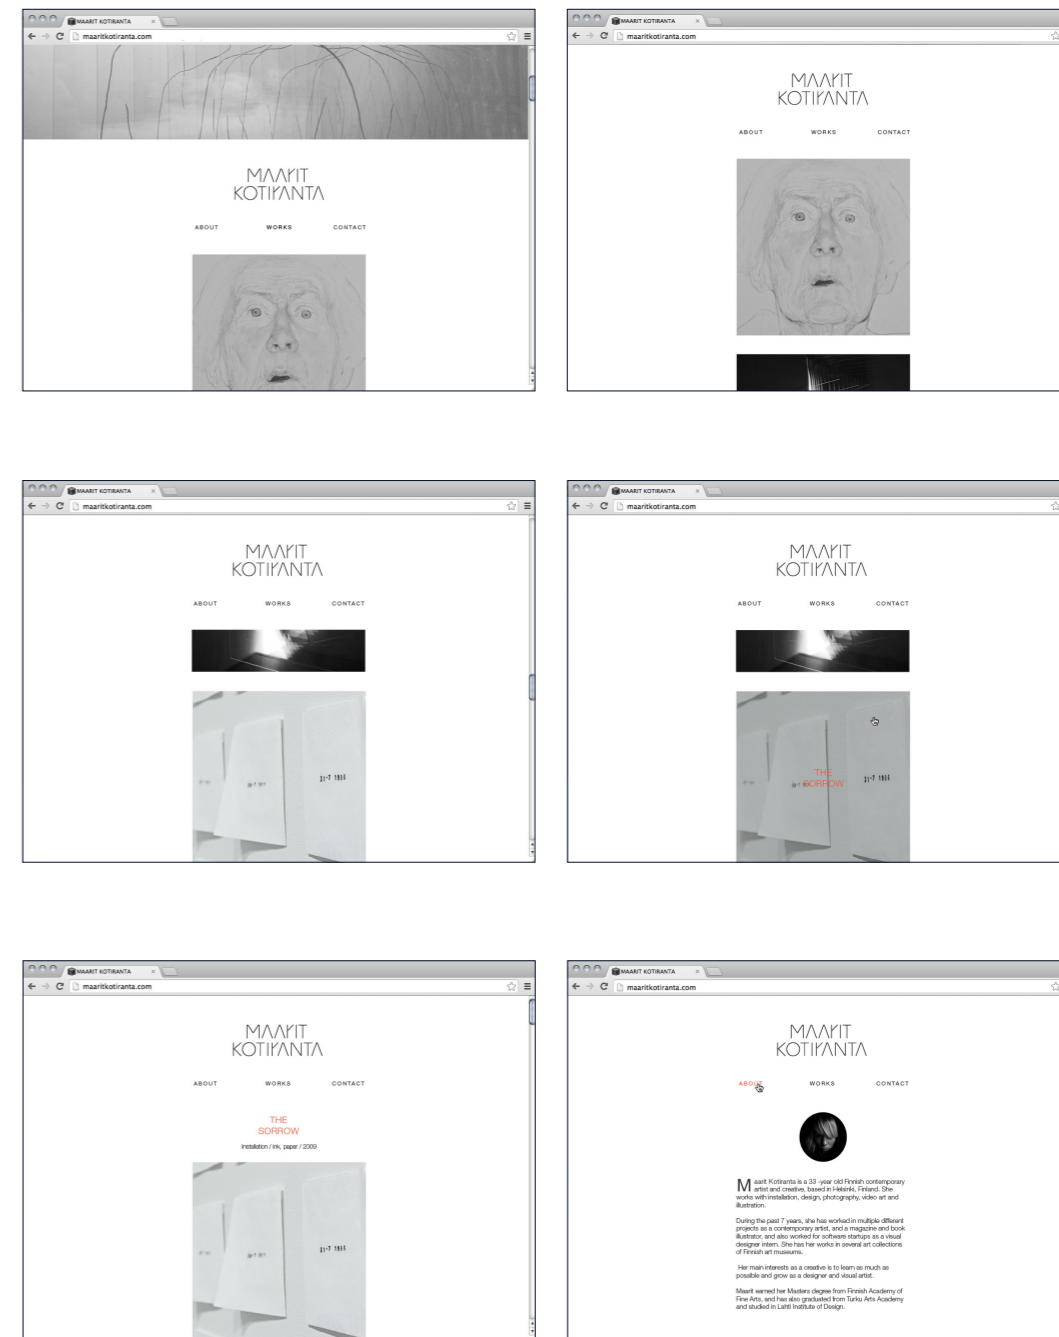 MAARIT KOTIRANTA
maaritkotiranta.com
MAARIT
KOTIRANTA
ABOUT WORKS CONTACT
MAARIT KOTIRANTA
maaritkotiranta.com
MAARIT
KOTIRANTA
ABOUT WORKS CONTACT
MAARIT KOTIRANTA
maaritkotiranta.com
MAARIT
KOTIRANTA
ABOUT WORKS CONTACT
31-7 1966
MAARIT KOTIRANTA
maaritkotiranta.com
MAARIT
KOTIRANTA
ABOUT WORKS CONTACT
THE
SORROW
31-7 1966
MAARIT KOTIRANTA
maaritkotiranta.com
MAARIT
KOTIRANTA
ABOUT WORKS CONTACT
THE
SORROW
Installation / ink, paper / 2009
31-7 1966
MAARIT KOTIRANTA
maaritkotiranta.com
MAARIT
KOTIRANTA
ABOUT WORKS CONTACT
Maarit Kotiranta is a 33 -year old Finnish contemporary
artist and creative, based in Helsinki, Finland. She
works with installation, design, photography, video art and
illustration.
During the past 7 years, she has worked in multiple different
projects as a contemporary artist, and a magazine and book
illustrator, and also worked for software startups as a visual
designer intern. She has her works in several art collections
of Finnish art museums.
Her main interests as a creative is to learn as much as
possible and grow as a designer and visual artist.
Maarit earned her Masters degree from Finnish Academy of
Fine Arts, and has also graduated from Turku Arts Academy
and studied in Lahti Institute of Design.